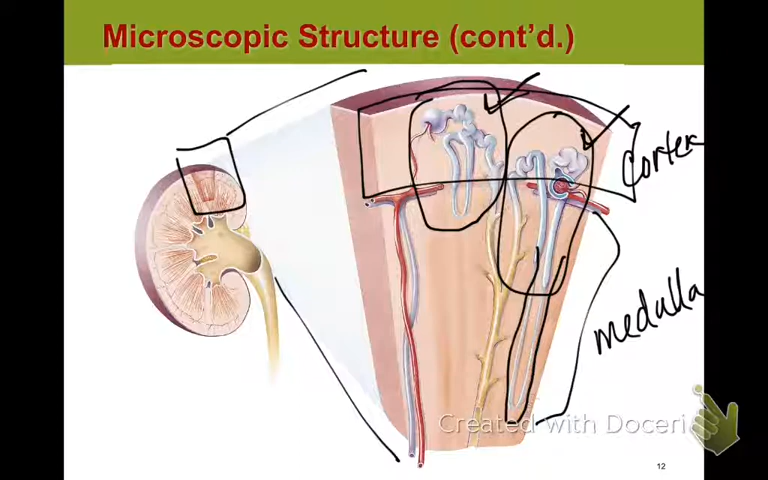 Microscopic Structure (cont’d.)
Cortex
medulla
Created with Doceri
12